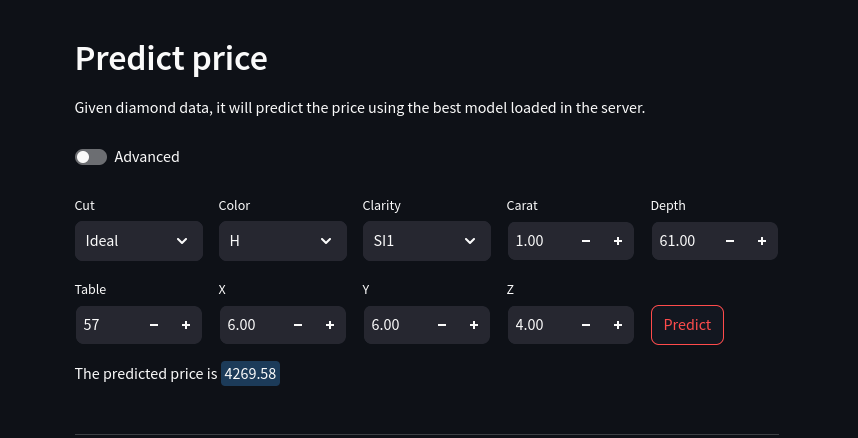 Predict price
Given diamond data, it will predict the price using the best model loaded in the server.
Advanced
Cut Color Clarity Carat Depth
Ideal H SI1 1.00 - + 61.00 - +
Table X Y Z
57 - + 6.00 - + 6.00 - + 4.00 - + Predict
The predicted price is 4269.58